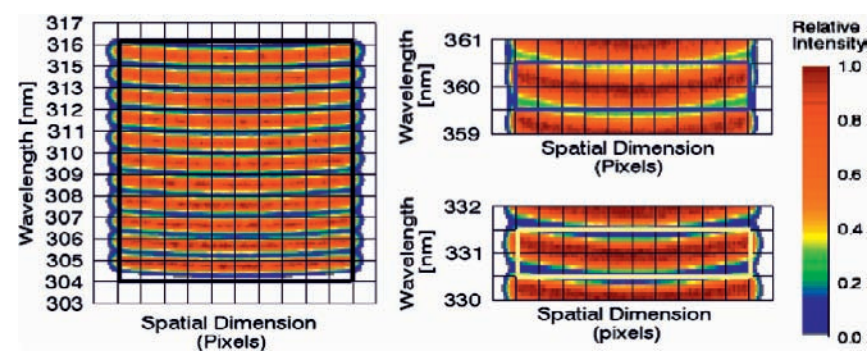 317
316
315
314
313
312
311
310
309
308
307
306
305
304
303
Wavelength [nm]
Spatial Dimension
(Pixels)
361
360
359
Wavelength
[nm]
Spatial Dimension
(Pixels)
332
331
330
Wavelength
[nm]
Spatial Dimension
(pixels)
Relative
Intensity
1.0
0.8
0.6
0.4
0.2
0.0